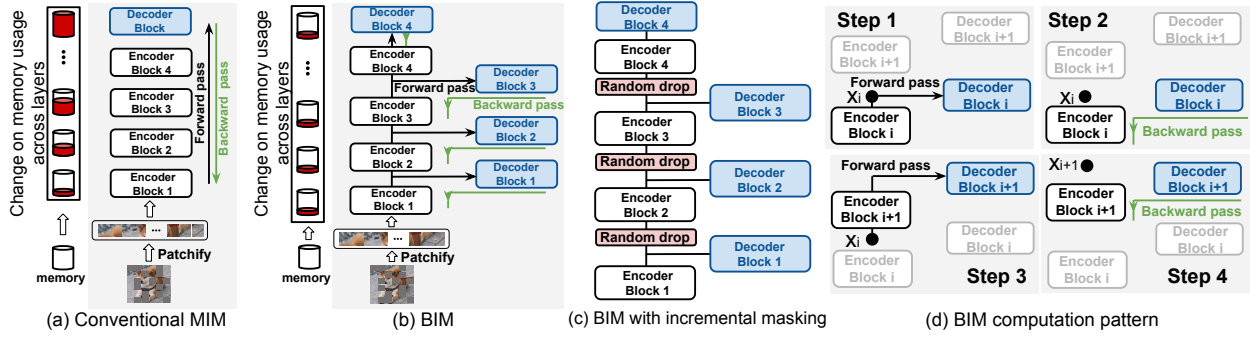 Change on memory usage
across layers
memory
Decoder
Block
Encoder
Block 4
Encoder
Block 3
Encoder
Block 2
Encoder
Block 1
Forward pass
Backward pass
...
Patchify
(a) Conventional MIM
Change on memory usage
across layers
memory
Decoder
Block 4
Encoder
Block 4
Forward pass
Decoder
Block 3
Backward pass
Encoder
Block 3
Decoder
Block 2
Encoder
Block 2
Decoder
Block 1
Encoder
Block 1
...
Patchify
(b) BIM
Decoder
Block 4
Encoder
Block 4
Random drop
Decoder
Block 3
Encoder
Block 3
Random drop
Decoder
Block 2
Encoder
Block 2
Random drop
Decoder
Block 1
Encoder
Block 1
(c) BIM with incremental masking
Step 1
Decoder
Block i+1
Encoder
Block i+1
Forward pass
Xi
Decoder
Block i
Encoder
Block i
Step 2
Decoder
Block i+1
Encoder
Block i+1
Xi
Decoder
Block i
Encoder
Block i
Backward pass
Forward pass
Decoder
Block i+1
Encoder
Block i+1
Xi
Decoder
Block i
Encoder
Block i
Step 3
Xi+1
Decoder
Block i+1
Encoder
Block i+1
Backward pass
Decoder
Block i
Encoder
Block i
Step 4
(d) BIM computation pattern